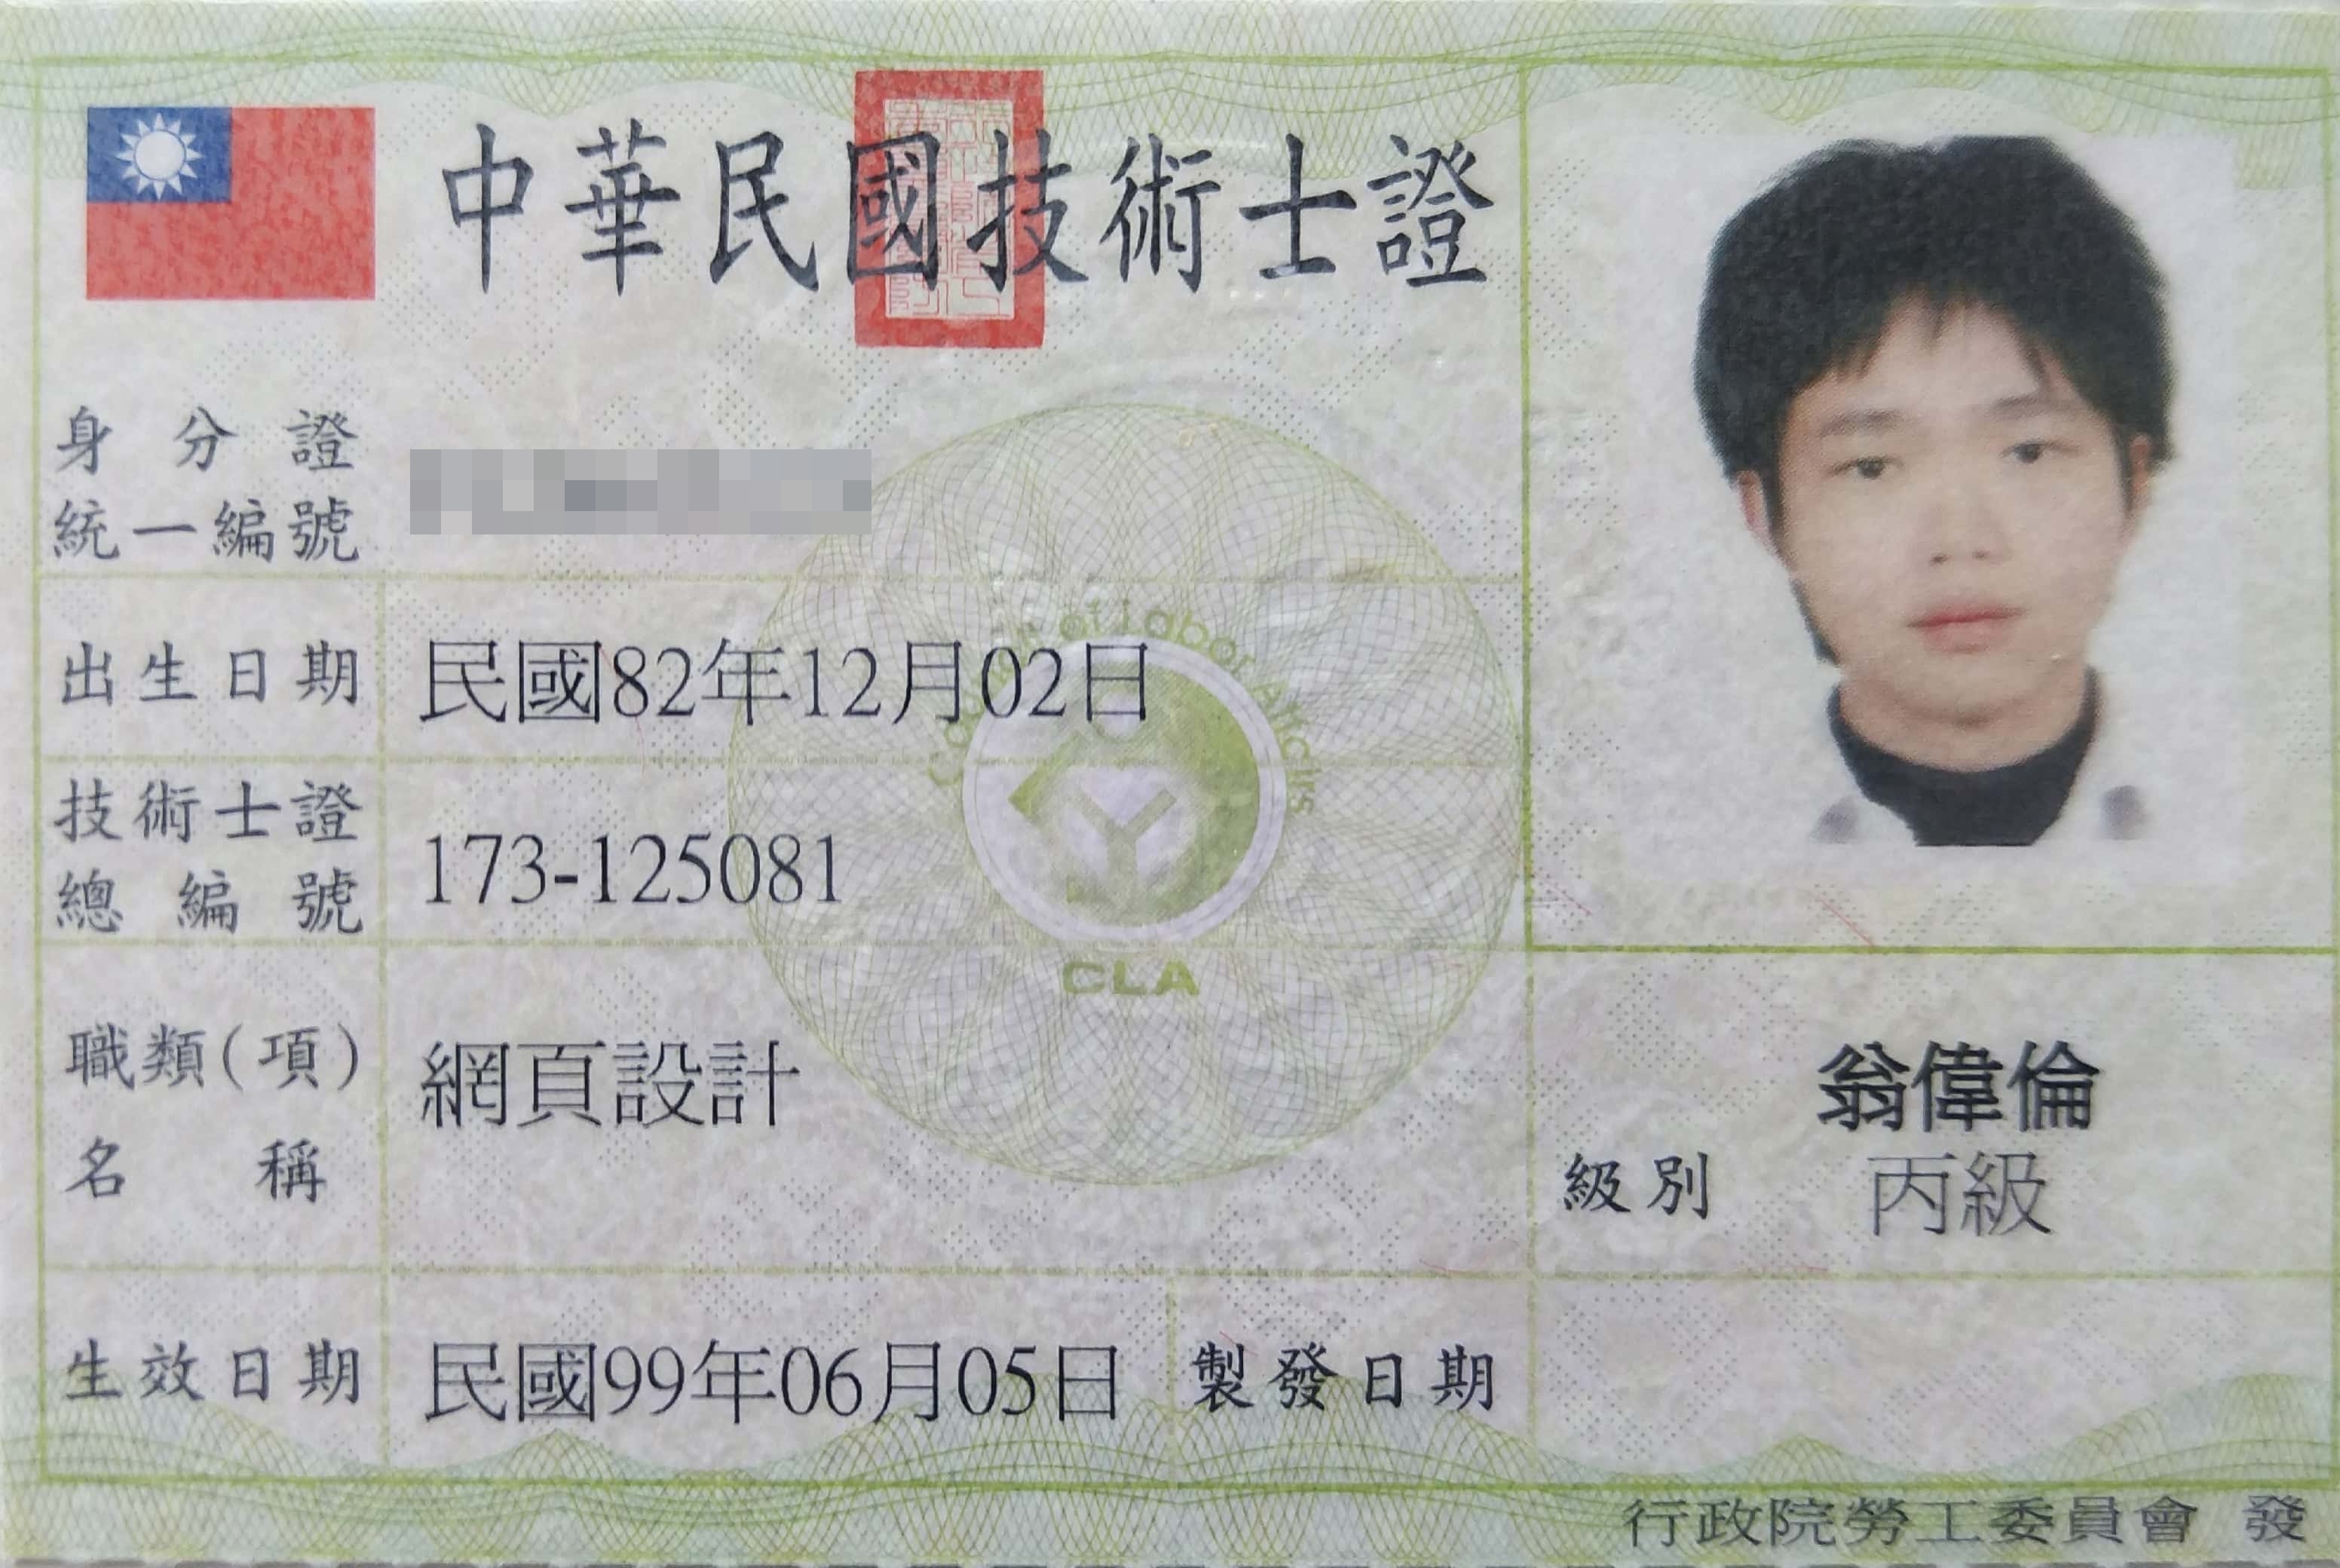 中華民國技術士證
身分證
統一編號
出生日期 民國82年12月02日
技術士證
總編號 173-125081
職類(項)
名稱 網頁設計
翁偉倫
級別 丙級
生效日期 民國99年06月05日 製發日期
Council of Labor Affairs
CLA
行政院勞工委員會 發